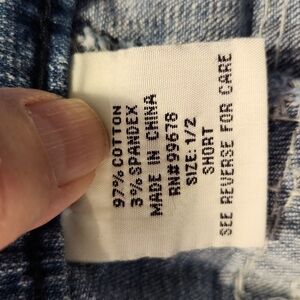 97% COTTON
3% SPANDEX
MADE IN CHINA
RN#99678
SIZE: 1/2
SHORT
SEE REVERSE FOR CARE